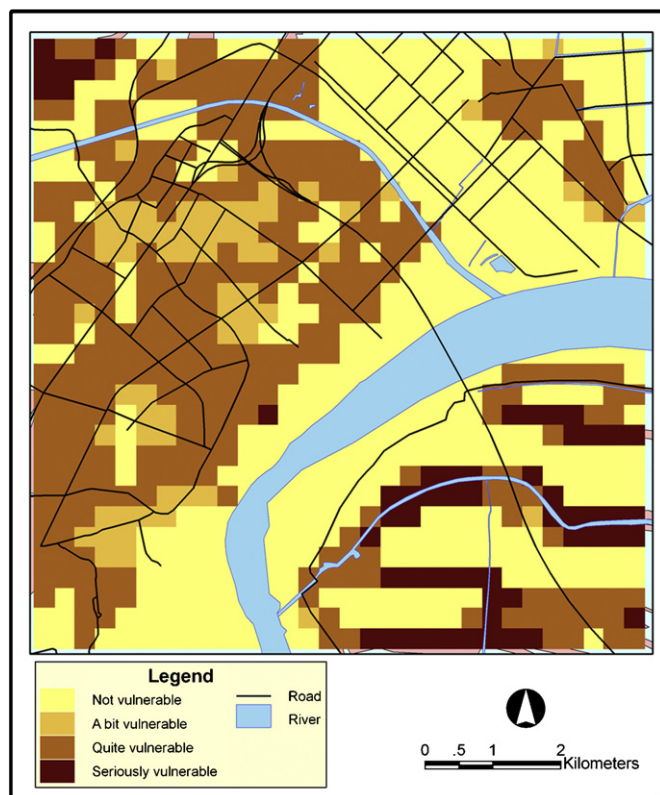 Legend
Not vulnerable
A bit vulnerable
Quite vulnerable
Seriously vulnerable
Road
River
0 .5 1 2
Kilometers